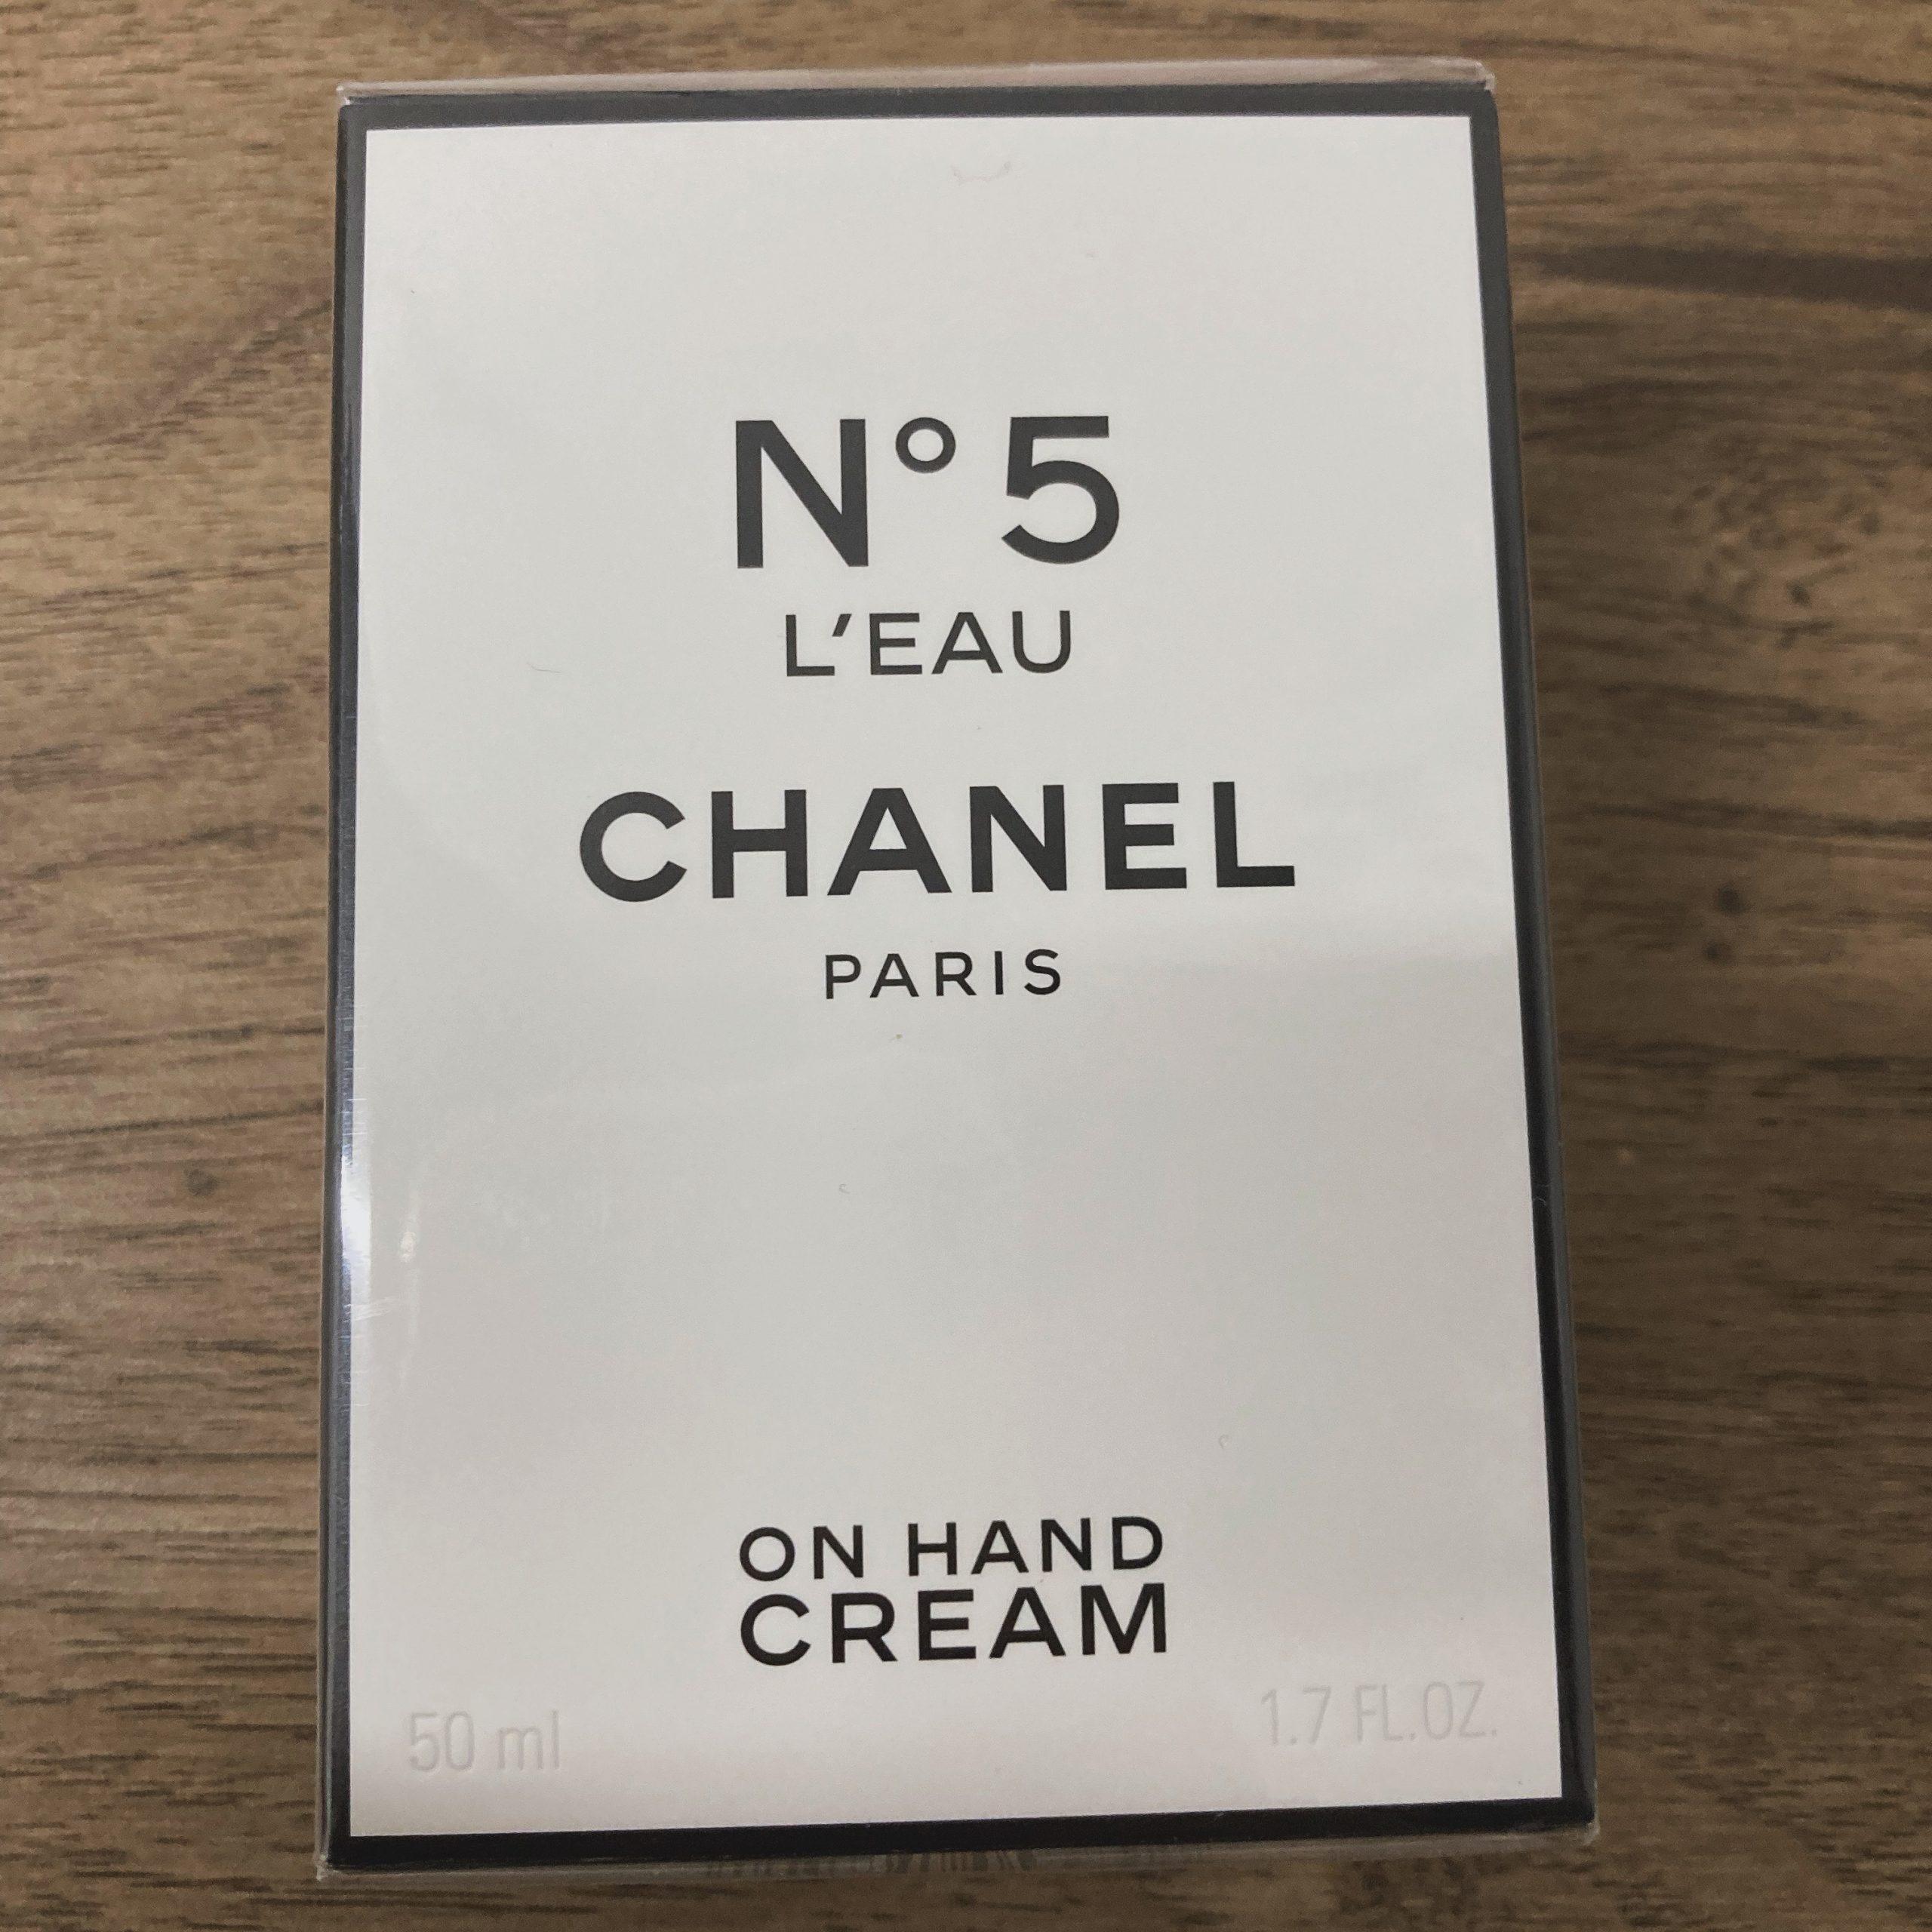 N°5
L'EAU
CHANEL
PARIS
ON HAND
CREAM
50 ml 1.7 FL.OZ.